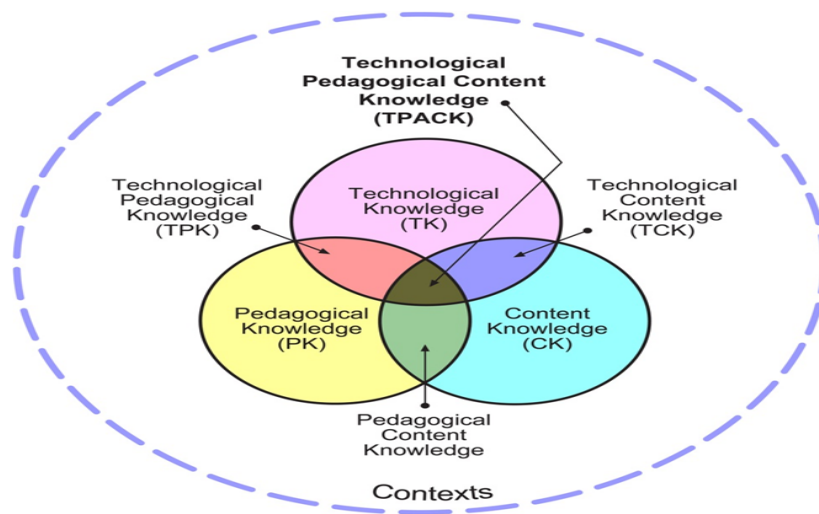 Technological
Pedagogical Content
Knowledge
(TPACK)
Technological
Pedagogical
Knowledge
(TPK)
Technological
Knowledge
(TK)
Technological
Content
Knowledge
(TCK)
Pedagogical
Knowledge
(PK)
Content
Knowledge
(CK)
Pedagogical
Content
Knowledge
Contexts